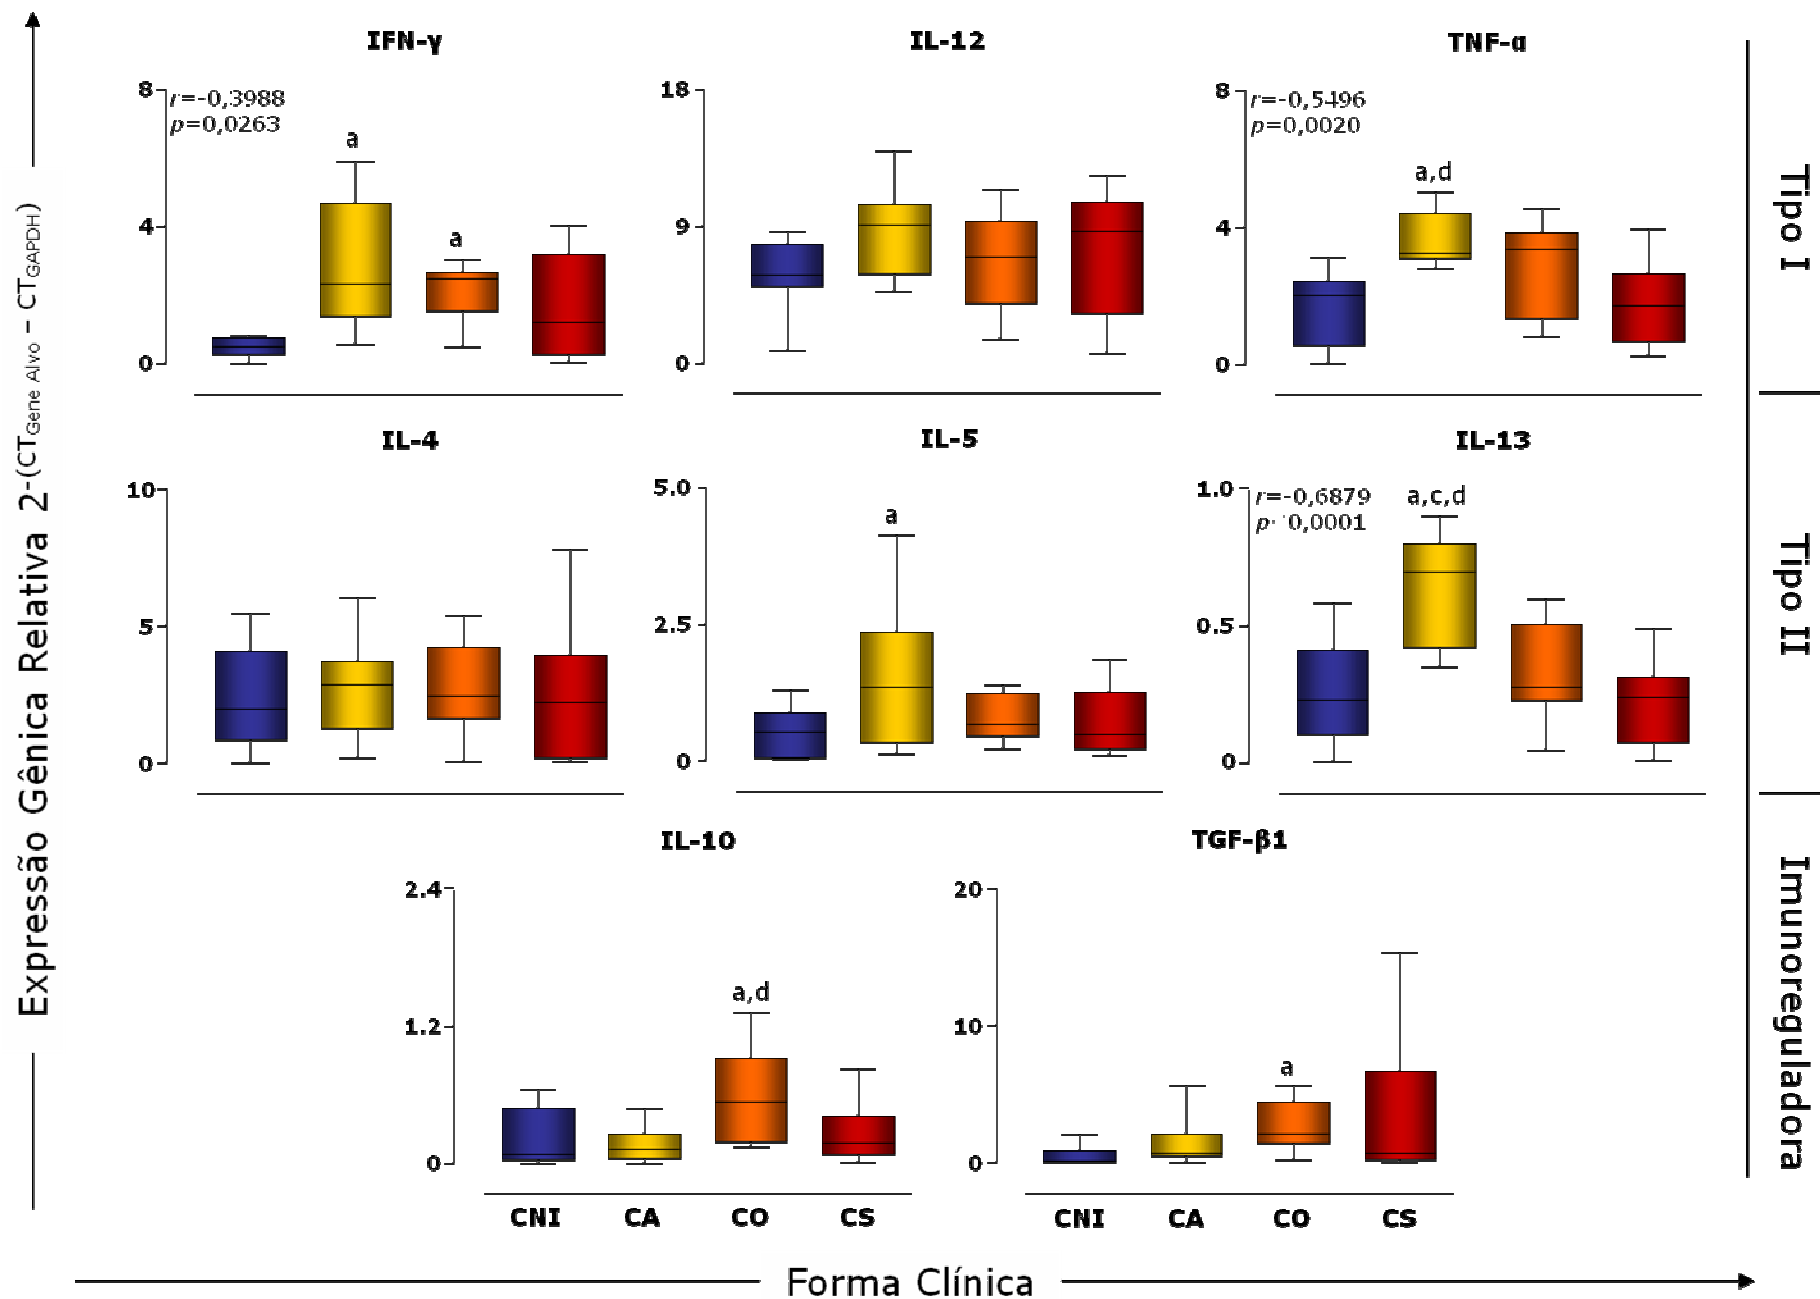 Expressão Gênica Relativa 2-(CTGene Alvo – CTGAPDH)
IFN-γ
8
4
0
r=-0,3988
p=0,0263
a
a
IL-12
18
9
0
TNF-α
8
4
0
r=-0,5496
p=0,0020
a,d
Tipo I
IL-4
10
5
0
IL-5
5.0
2.5
0
a
IL-13
1.0
0.5
0
r=-0,6879
p 0,0001
a,c,d
Tipo II
IL-10
2.4
1.2
0
a,d
CNI CA CO CS
TGF-β1
20
10
0
a
CNI CA CO CS
Imunoreguladora
Forma Clínica